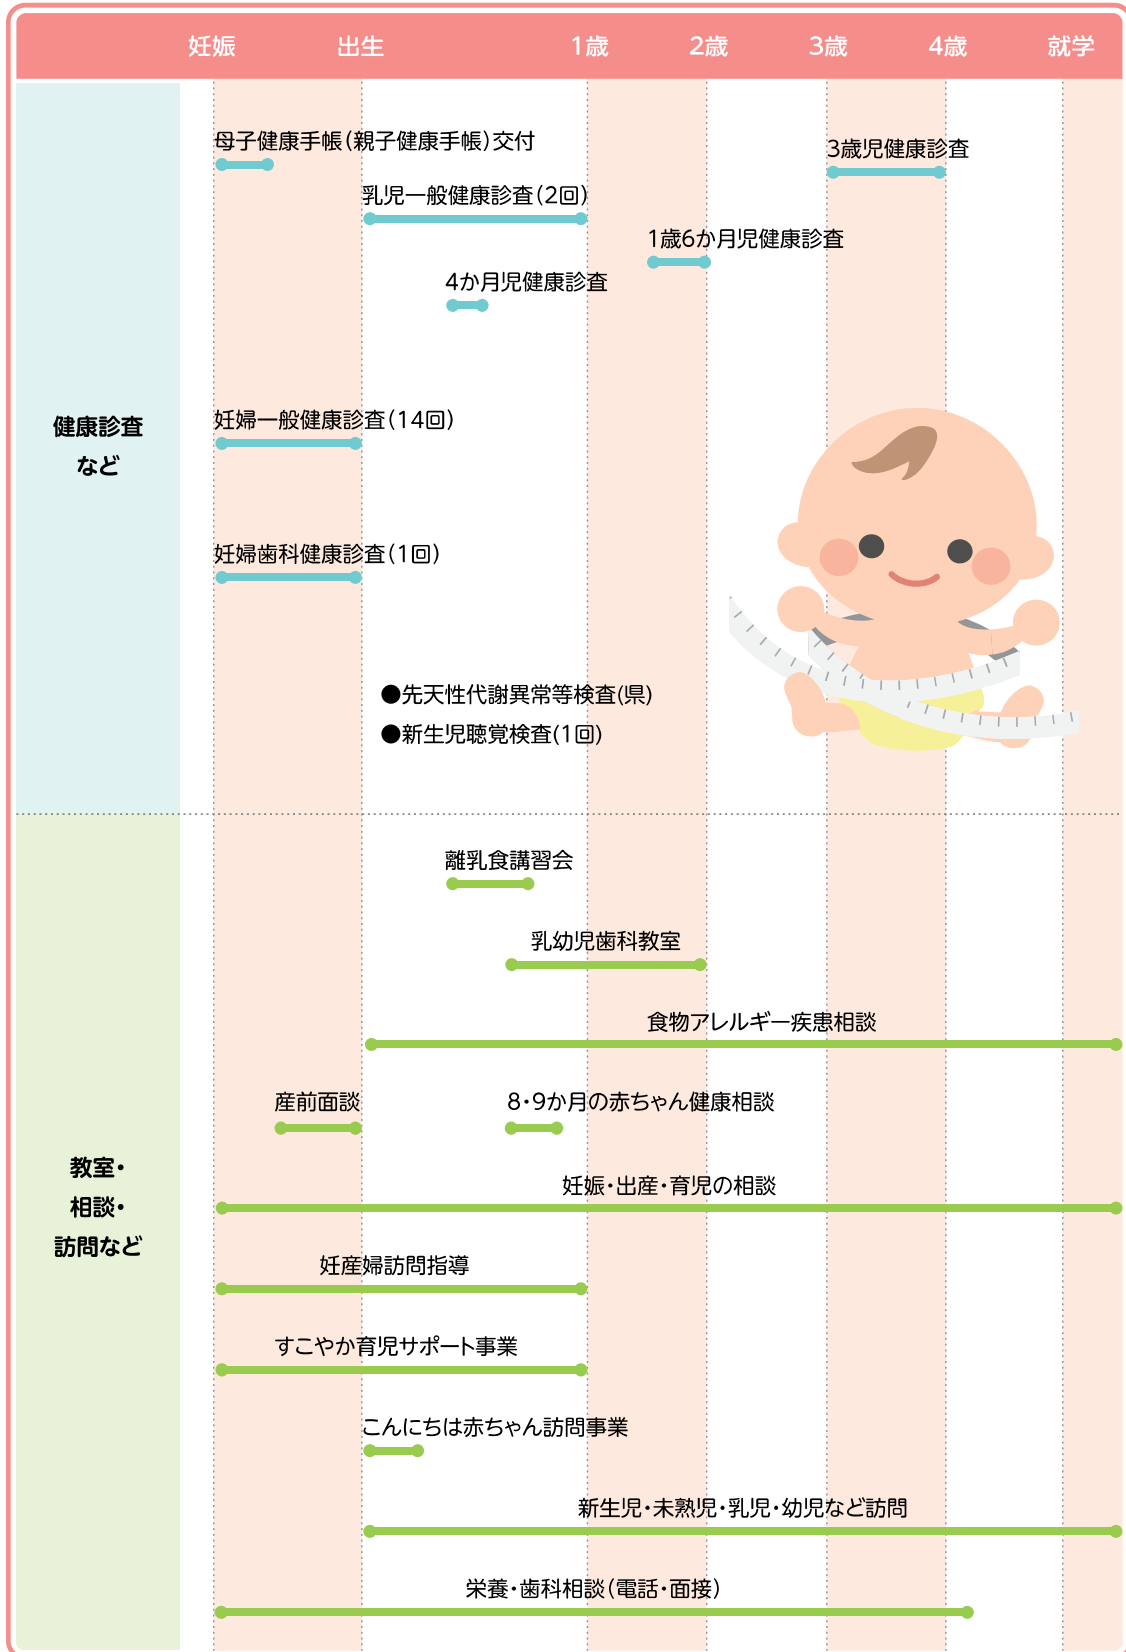 妊娠 出生 1歳 2歳 3歳 4歳 就学
健康診査
など
母子健康手帳(親子健康手帳)交付
3歳児健康診査
乳児一般健康診査(2回)
1歳6か月児健康診査
4か月児健康診査
妊婦一般健康診査(14回)
妊婦歯科健康診査(1回)
●先天性代謝異常等検査(県)
●新生児聴覚検査(1回)
教室・
相談・
訪問など
離乳食講習会
乳幼児歯科教室
食物アレルギー疾患相談
産前面談
8・9か月の赤ちゃん健康相談
妊娠・出産・育児の相談
妊産婦訪問指導
すこやか育児サポート事業
こんにちは赤ちゃん訪問事業
新生児・未熟児・乳児・幼児など訪問
栄養・歯科相談(電話・面接)